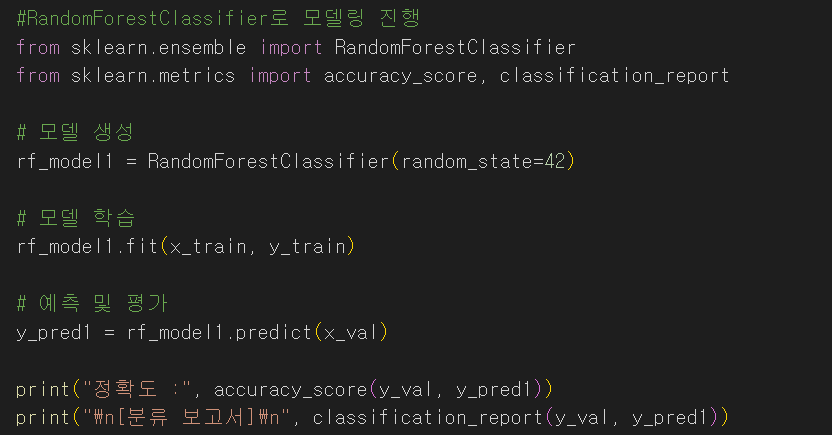 #RandomForestClassifier로 모델링 진행
from sklearn.ensemble import RandomForestClassifier
from sklearn.metrics import accuracy_score, classification_report
# 모델 생성
rf_model1 = RandomForestClassifier(random_state=42)
# 모델 학습
rf_model1.fit(x_train, y_train)
# 예측 및 평가
y_pred1 = rf_model1.predict(x_val)
print("정확도 :", accuracy_score(y_val, y_pred1))
print("₩n[분류 보고서]₩n", classification_report(y_val, y_pred1))